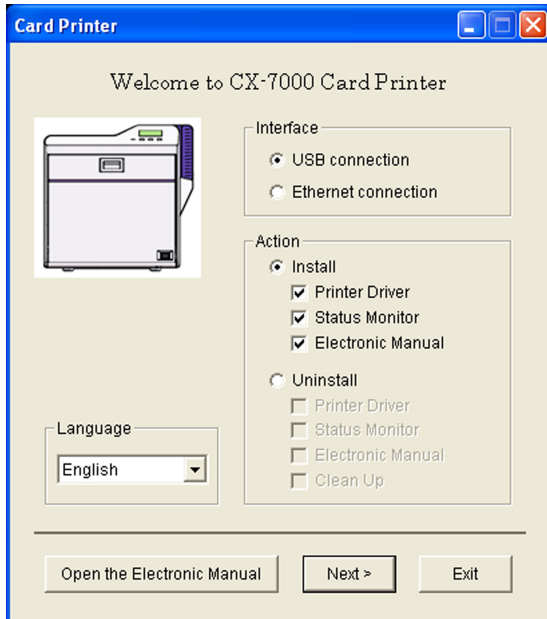 Card Printer
Welcome to CX-7000 Card Printer
Interface
USB connection
Ethernet connection
Action
Install
Printer Driver
Status Monitor
Electronic Manual
Uninstall
Printer Driver
Status Monitor
Electronic Manual
Clean Up
Language
English
Open the Electronic Manual
Next >
Exit